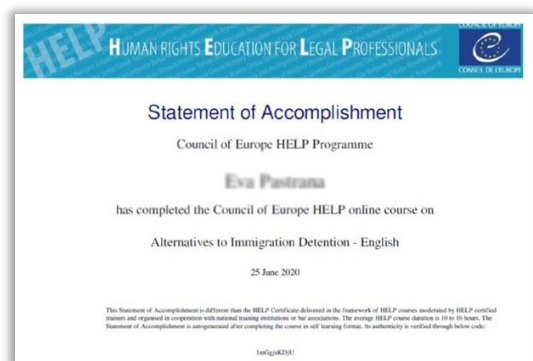 HELP
HUMAN RIGHTS EDUCATION FOR LEGAL PROFESSIONALS
COUNCIL OF EUROPE
CONSEIL DE L'EUROPE
Statement of Accomplishment
Council of Europe HELP Programme
Eva Pastrana
has completed the Council of Europe HELP online course on
Alternatives to Immigration Detention - English
25 June 2020
This Statement of Accomplishment is different than the HELP Certificate delivered in the framework of HELP courses moderated by HELP certified
trainers and organised in cooperation with national training institutions or bar associations. The average HELP course duration is 10 to 16 hours. The
Statement of Accomplishment is autogenerated after completing the course in self learning format. Its authenticity is verified through below code: